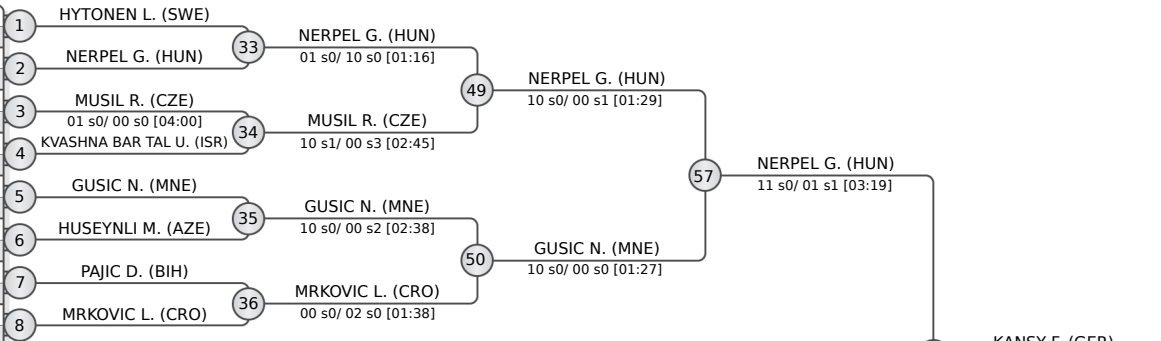 1
HYTONEN L. (SWE)
2
NERPEL G. (HUN)
33
NERPEL G. (HUN)
01 s0/ 10 s0 [01:16]
3
MUSIL R. (CZE)
01 s0/ 00 s0 [04:00]
4
KVASHNA BAR TAL U. (ISR)
34
MUSIL R. (CZE)
10 s1/ 00 s3 [02:45]
49
NERPEL G. (HUN)
10 s0/ 00 s1 [01:29]
5
GUSIC N. (MNE)
6
HUSEYNLI M. (AZE)
35
GUSIC N. (MNE)
10 s0/ 00 s2 [02:38]
7
PAJIC D. (BIH)
8
MRKOVIC L. (CRO)
36
MRKOVIC L. (CRO)
00 s0/ 02 s0 [01:38]
50
GUSIC N. (MNE)
10 s0/ 00 s0 [01:27]
57
NERPEL G. (HUN)
11 s0/ 01 s1 [03:19]
KANSY F. (GER)